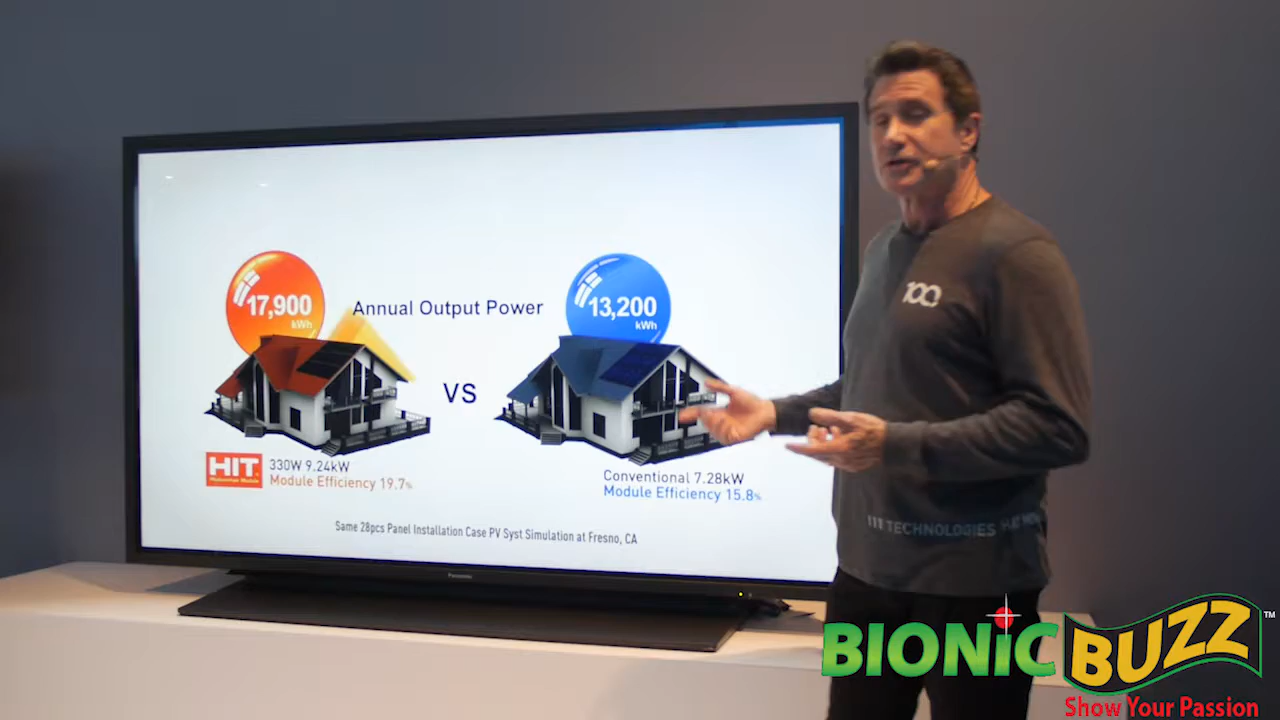 17,900
kWh
Annual Output Power
13,200
kWh
VS
HIT
330W 9.24kW
Module Efficiency 19.7%
Conventional 7.28kW
Module Efficiency 15.8%
Same 28pcs Panel Installation Case PV Syst Simulation at Fresno, CA
Panasonic
100
TECHNOLOGIES
BIONiC BUZZ™
Show Your Passion